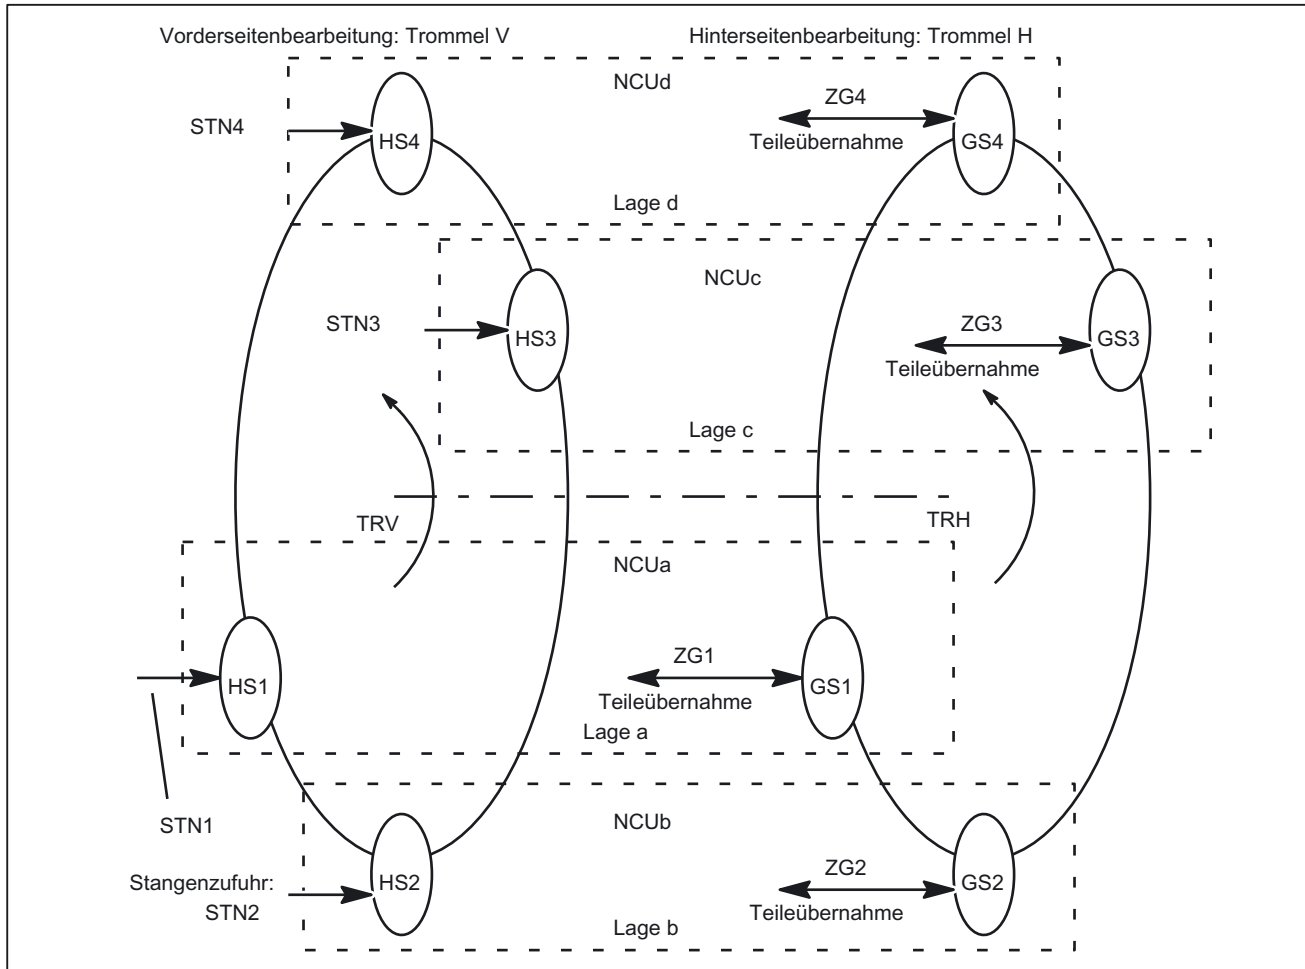 Vorderseitenbearbeitung: Trommel V
Hinterseitenbearbeitung: Trommel H
NCUd
ZG4
STN4
HS4
Teileübernahme
GS4
Lage d
NCUc
STN3
HS3
ZG3
GS3
Teileübernahme
Lage c
TRV
TRH
NCUa
HS1
ZG1
GS1
Teileübernahme
Lage a
STN1
NCUb
Stangenzufuhr:
STN2
HS2
ZG2
GS2
Teileübernahme
Lage b